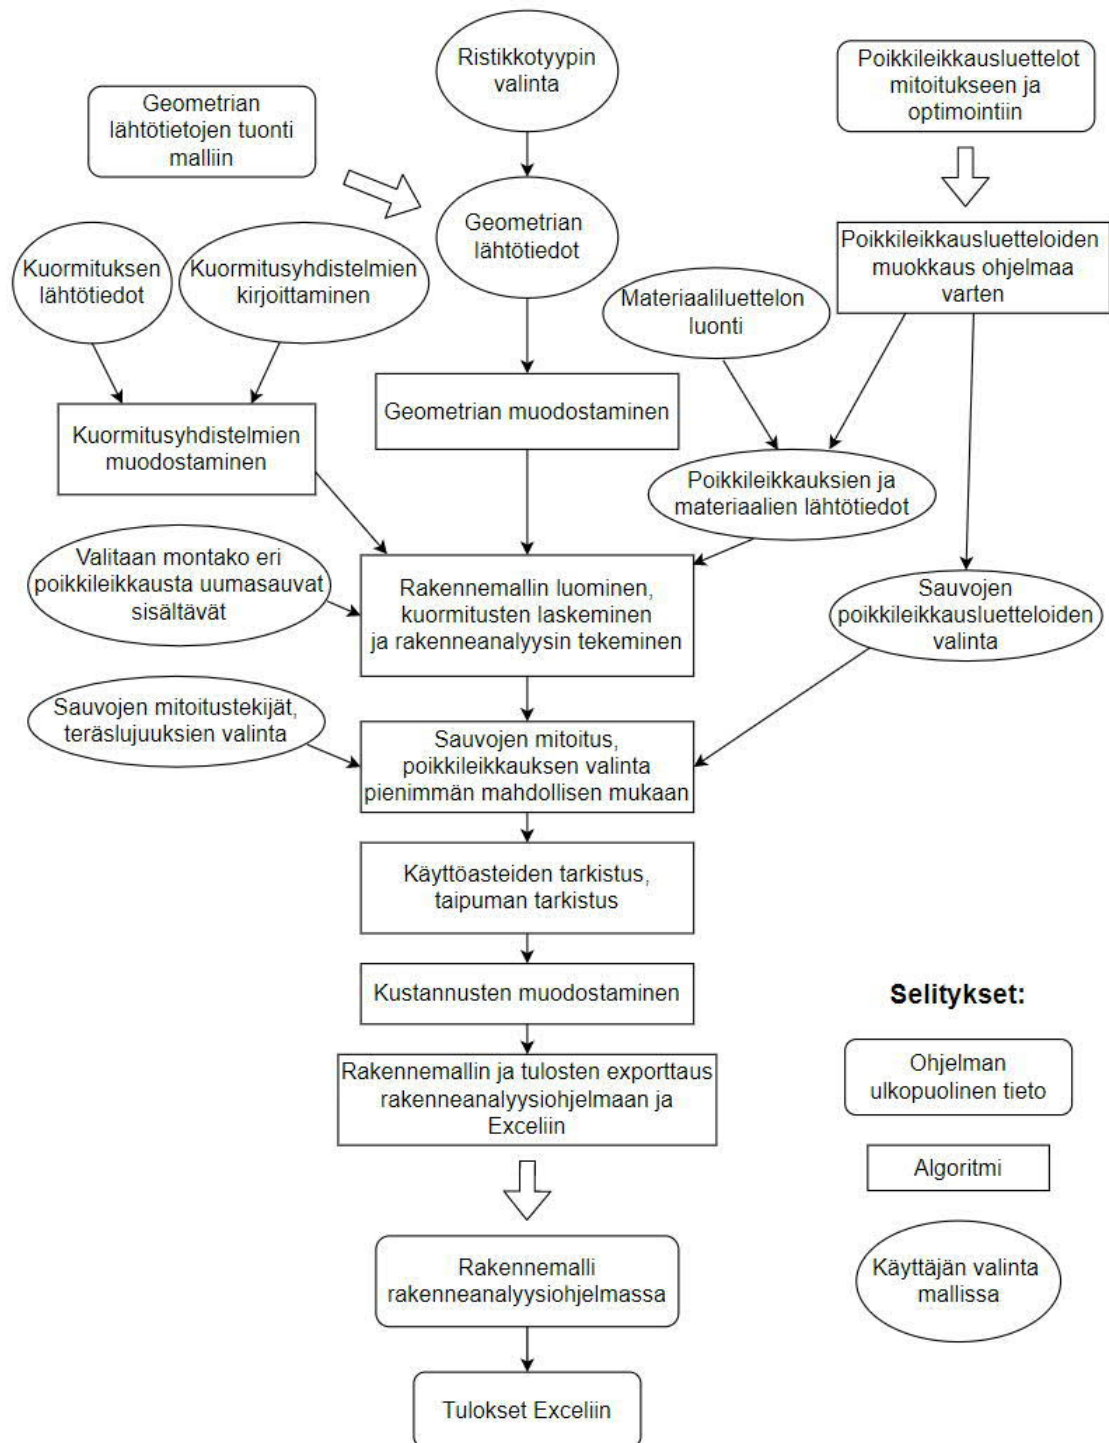 Ristikkotyypin
valinta
Poikkileikkausluettelot
mitoitukseen ja
optimointiin
Geometrian
lähtötietojen tuonti
malliin
Geometrian
lähtötiedot
Poikkileikkausluetteloiden
muokkaus ohjelmaa
varten
Kuormituksen
lähtötiedot
Kuormitusyhdistelmien
kirjoittaminen
Materiaaliluettelon
luonti
Geometrian muodostaminen
Kuormitusyhdistelmien
muodostaminen
Poikkileikkauksien ja
materiaalien lähtötiedot
Valitaan montako eri
poikkileikkausta uumasauvat
sisältävät
Rakennemallin luominen,
kuormitusten laskeminen
ja rakenneanalyysin tekeminen
Sauvojen
poikkileikkausluetteloiden
valinta
Sauvojen mitoitustekijät,
teräslujuuksien valinta
Sauvojen mitoitus,
poikkileikkauksen valinta
pienimmän mahdollisen mukaan
Käyttöasteiden tarkistus,
taipuman tarkistus
Kustannusten muodostaminen
Rakennemallin ja tulosten exporttaus
rakenneanalyysiohjelmaan ja
Exceliin
Rakennemalli
rakenneanalyysiohjelmassa
Tulokset Exceliin
Selitykset:
Ohjelman
ulkopuolinen tieto
Algoritmi
Käyttäjän valinta
mallissa